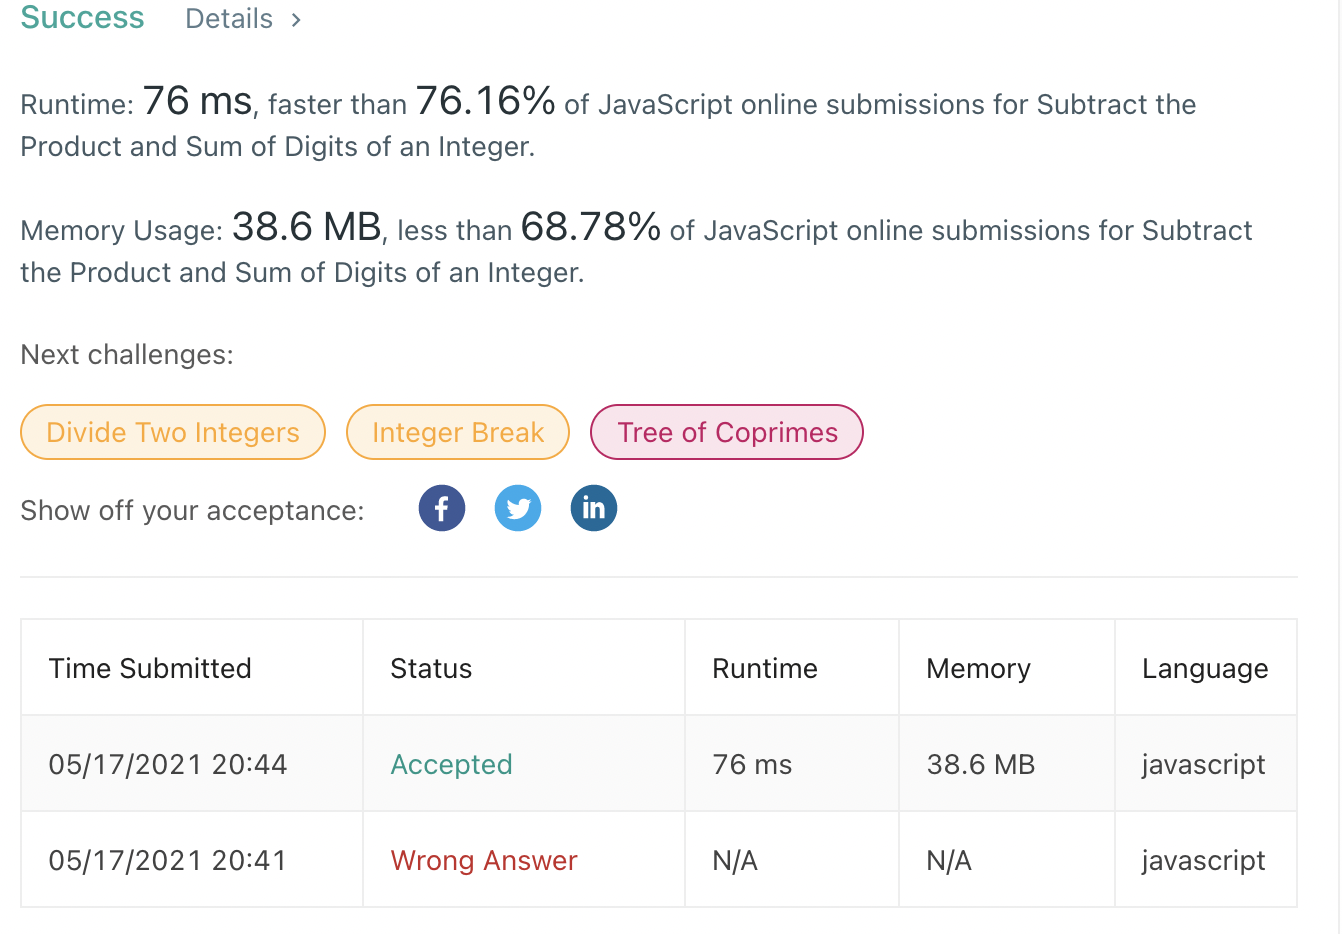 Success Details >
Runtime: 76 ms, faster than 76.16% of JavaScript online submissions for Subtract the
Product and Sum of Digits of an Integer.
Memory Usage: 38.6 MB, less than 68.78% of JavaScript online submissions for Subtract
the Product and Sum of Digits of an Integer.
Next challenges:
Divide Two Integers Integer Break Tree of Coprimes
Show off your acceptance: f in
Time Submitted Status Runtime Memory Language
05/17/2021 20:44 Accepted 76 ms 38.6 MB javascript
05/17/2021 20:41 Wrong Answer N/A N/A javascript